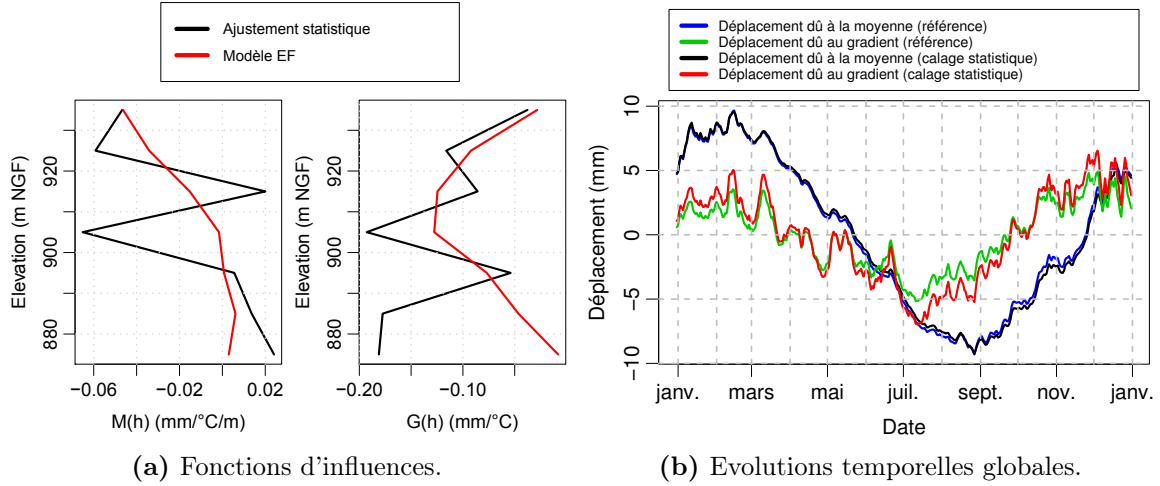 Ajustement statistique
Modèle EF
Elevation (m NGF)
880
900
920
−0.06
−0.02
0.02
M(h) (mm/°C/m)
Elevation (m NGF)
880
900
920
−0.20
−0.10
G(h) (mm/°C)
(a) Fonctions d'influences.
Déplacement dû à la moyenne (référence)
Déplacement dû au gradient (référence)
Déplacement dû à la moyenne (calage statistique)
Déplacement dû au gradient (calage statistique)
Déplacement (mm)
10
5
0
−5
−10
janv.
mars
mai
juil.
sept.
nov.
janv.
Date
(b) Evolutions temporelles globales.